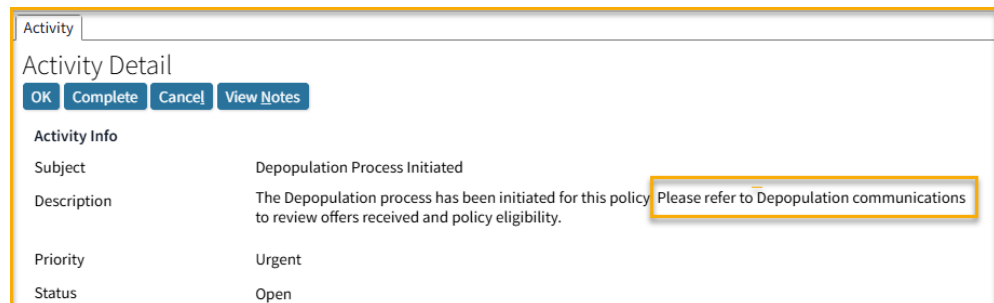 Activity
Activity Detail
OK Complete Cancel View Notes
Activity Info
Subject Depopulation Process Initiated
Description The Depopulation process has been initiated for this policy Please refer to Depopulation communications
to review offers received and policy eligibility.
Priority Urgent
Status Open